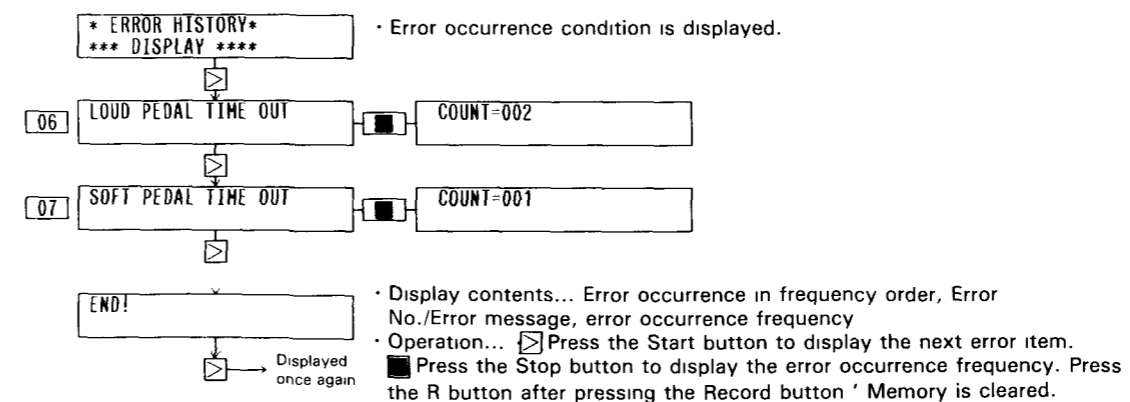 * ERROR HISTORY*
*** DISPLAY ****
· Error occurrence condition is displayed.
06
LOUD PEDAL TIME OUT
COUNT=002
07
SOFT PEDAL TIME OUT
COUNT=001
END!
Displayed
once again
· Display contents... Error occurrence in frequency order, Error
No./Error message, error occurrence frequency
· Operation... Press the Start button to display the next error item.
Press the Stop button to display the error occurrence frequency. Press
the R button after pressing the Record button ' Memory is cleared.